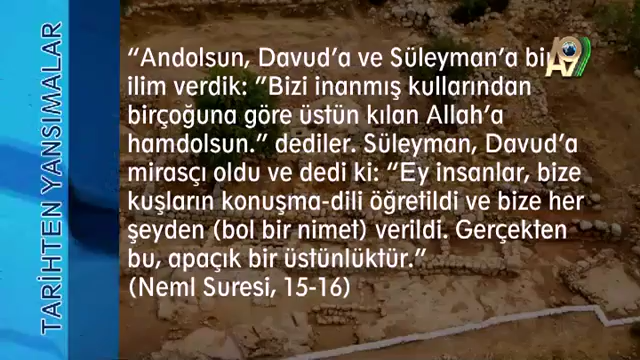 TARİHTEN YANSIMALAR
“Andolsun, Davud’a ve Süleyman’a bir
ilim verdik: ”Bizi inanmış kullarından
birçoğuna göre üstün kılan Allah’a
hamdolsun.” dediler. Süleyman, Davud’a
mirasçı oldu ve dedi ki: “Ey insanlar, bize
kuşların konuşma-dili öğretildi ve bize her
şeyden (bol bir nimet) verildi. Gerçekten
bu, apaçık bir üstünlüktür.”
(Neml Suresi, 15-16)
A9